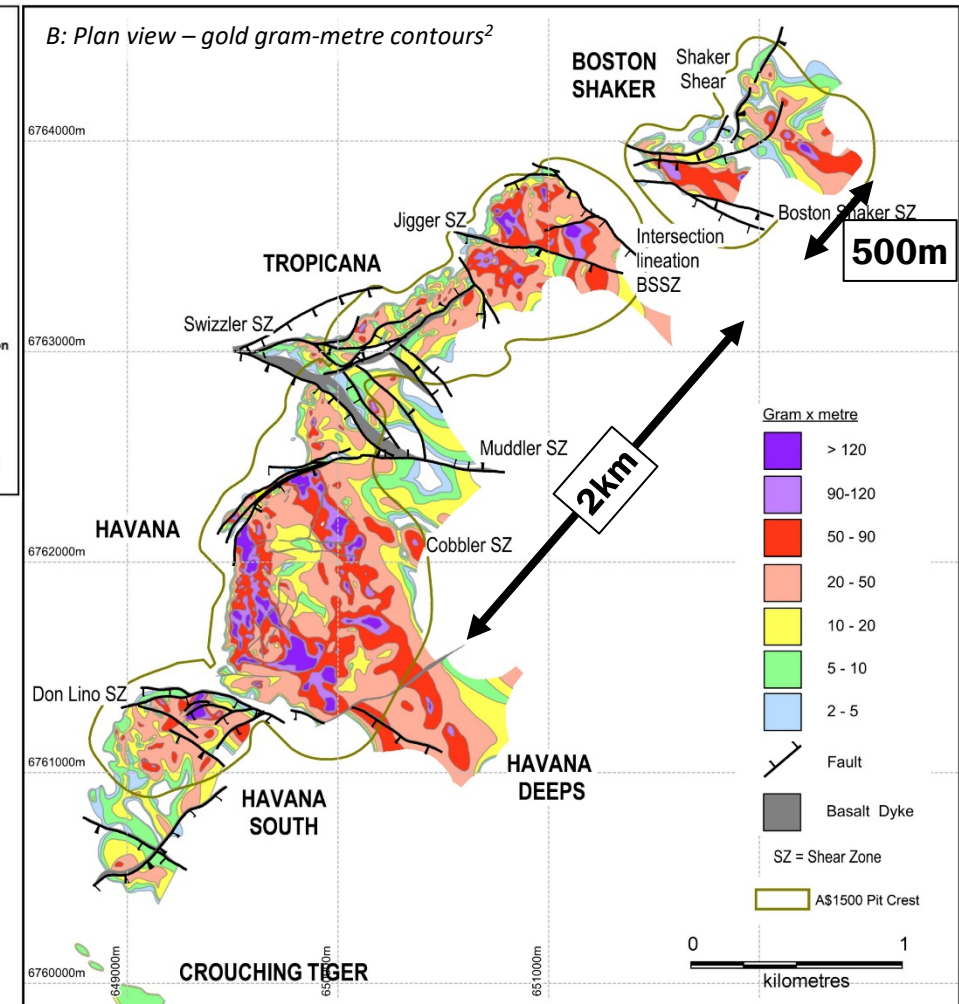 B: Plan view – gold gram-metre contours2
BOSTON
SHAKER
Shaker
Shear
6764000m
Jigger SZ
Boston Shaker SZ
500m
Intersection
lineation
BSSZ
TROPICANA
Swizzler SZ
6763000m
on
Muddler SZ
2km
HAVANA
Cobbler SZ
6762000m
Don Lino SZ
6761000m
HAVANA
DEEPS
HAVANA
SOUTH
6760000m
649000m
650000m
651000m
CROUCHING TIGER
Gram x metre
> 120
90-120
50 - 90
20 - 50
10 - 20
5 - 10
2 - 5
Fault
Basalt Dyke
SZ = Shear Zone
A$1500 Pit Crest
0 1
kilometres